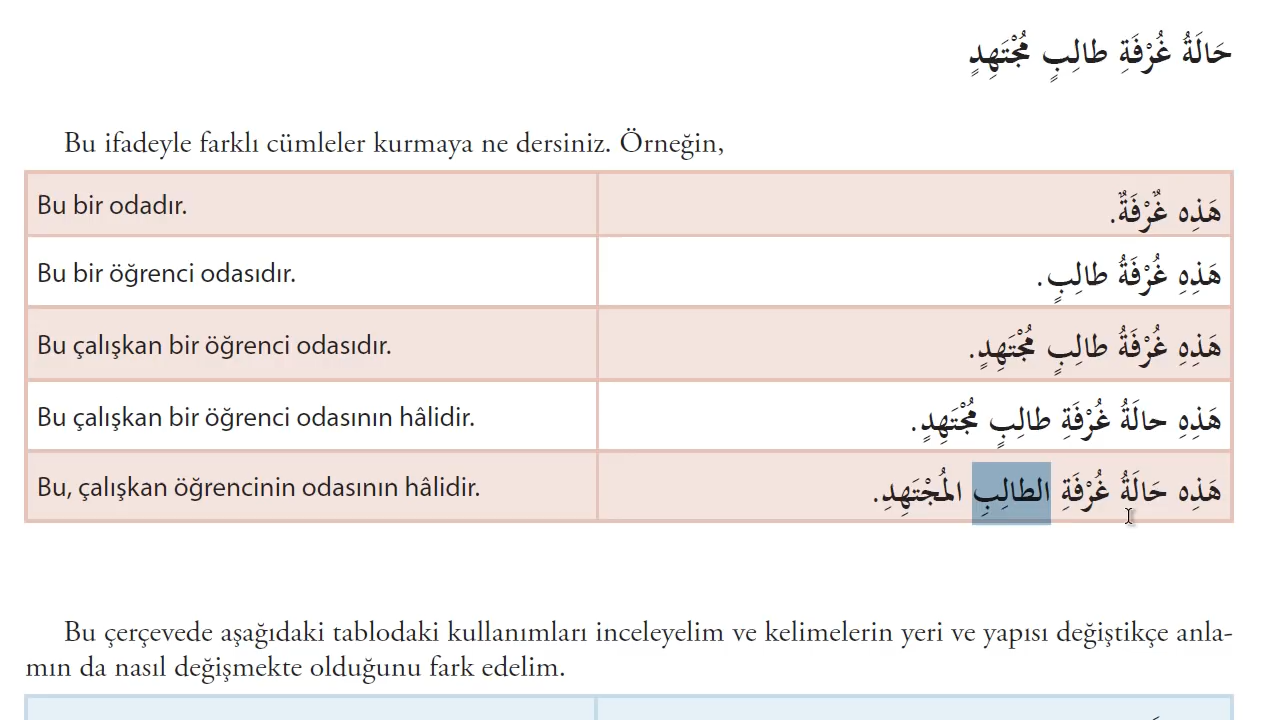 حَالَةُ غُرْفَةِ طالِبٍ مُجْتَهِدٍ
Bu ifadeyle farklı cümleler kurmaya ne dersiniz. Örneğin,
Bu bir odadır.
هَذِه غُرْفَةٌ.
Bu bir öğrenci odasıdır.
هَذِهِ غُرْفَةُ طالِبٍ.
Bu çalışkan bir öğrenci odasıdır.
هَذِهِ غُرْفَةُ طالِبٍ مُجْتَهِدٍ.
Bu çalışkan bir öğrenci odasının hâlidir.
هَذِهِ حالَةُ غُرْفَةِ طالِبٍ مُجْتَهِدٍ.
Bu, çalışkan öğrencinin odasının hâlidir.
هَذِه حَالَةُ غُرْفَةِ الطالِبِ المُجْتَهِدِ.
Bu çerçevede aşağıdaki tablodaki kullanımları inceleyelim ve kelimelerin yeri ve yapısı değiştikçe anla-
mın da nasıl değişmekte olduğunu fark edelim.